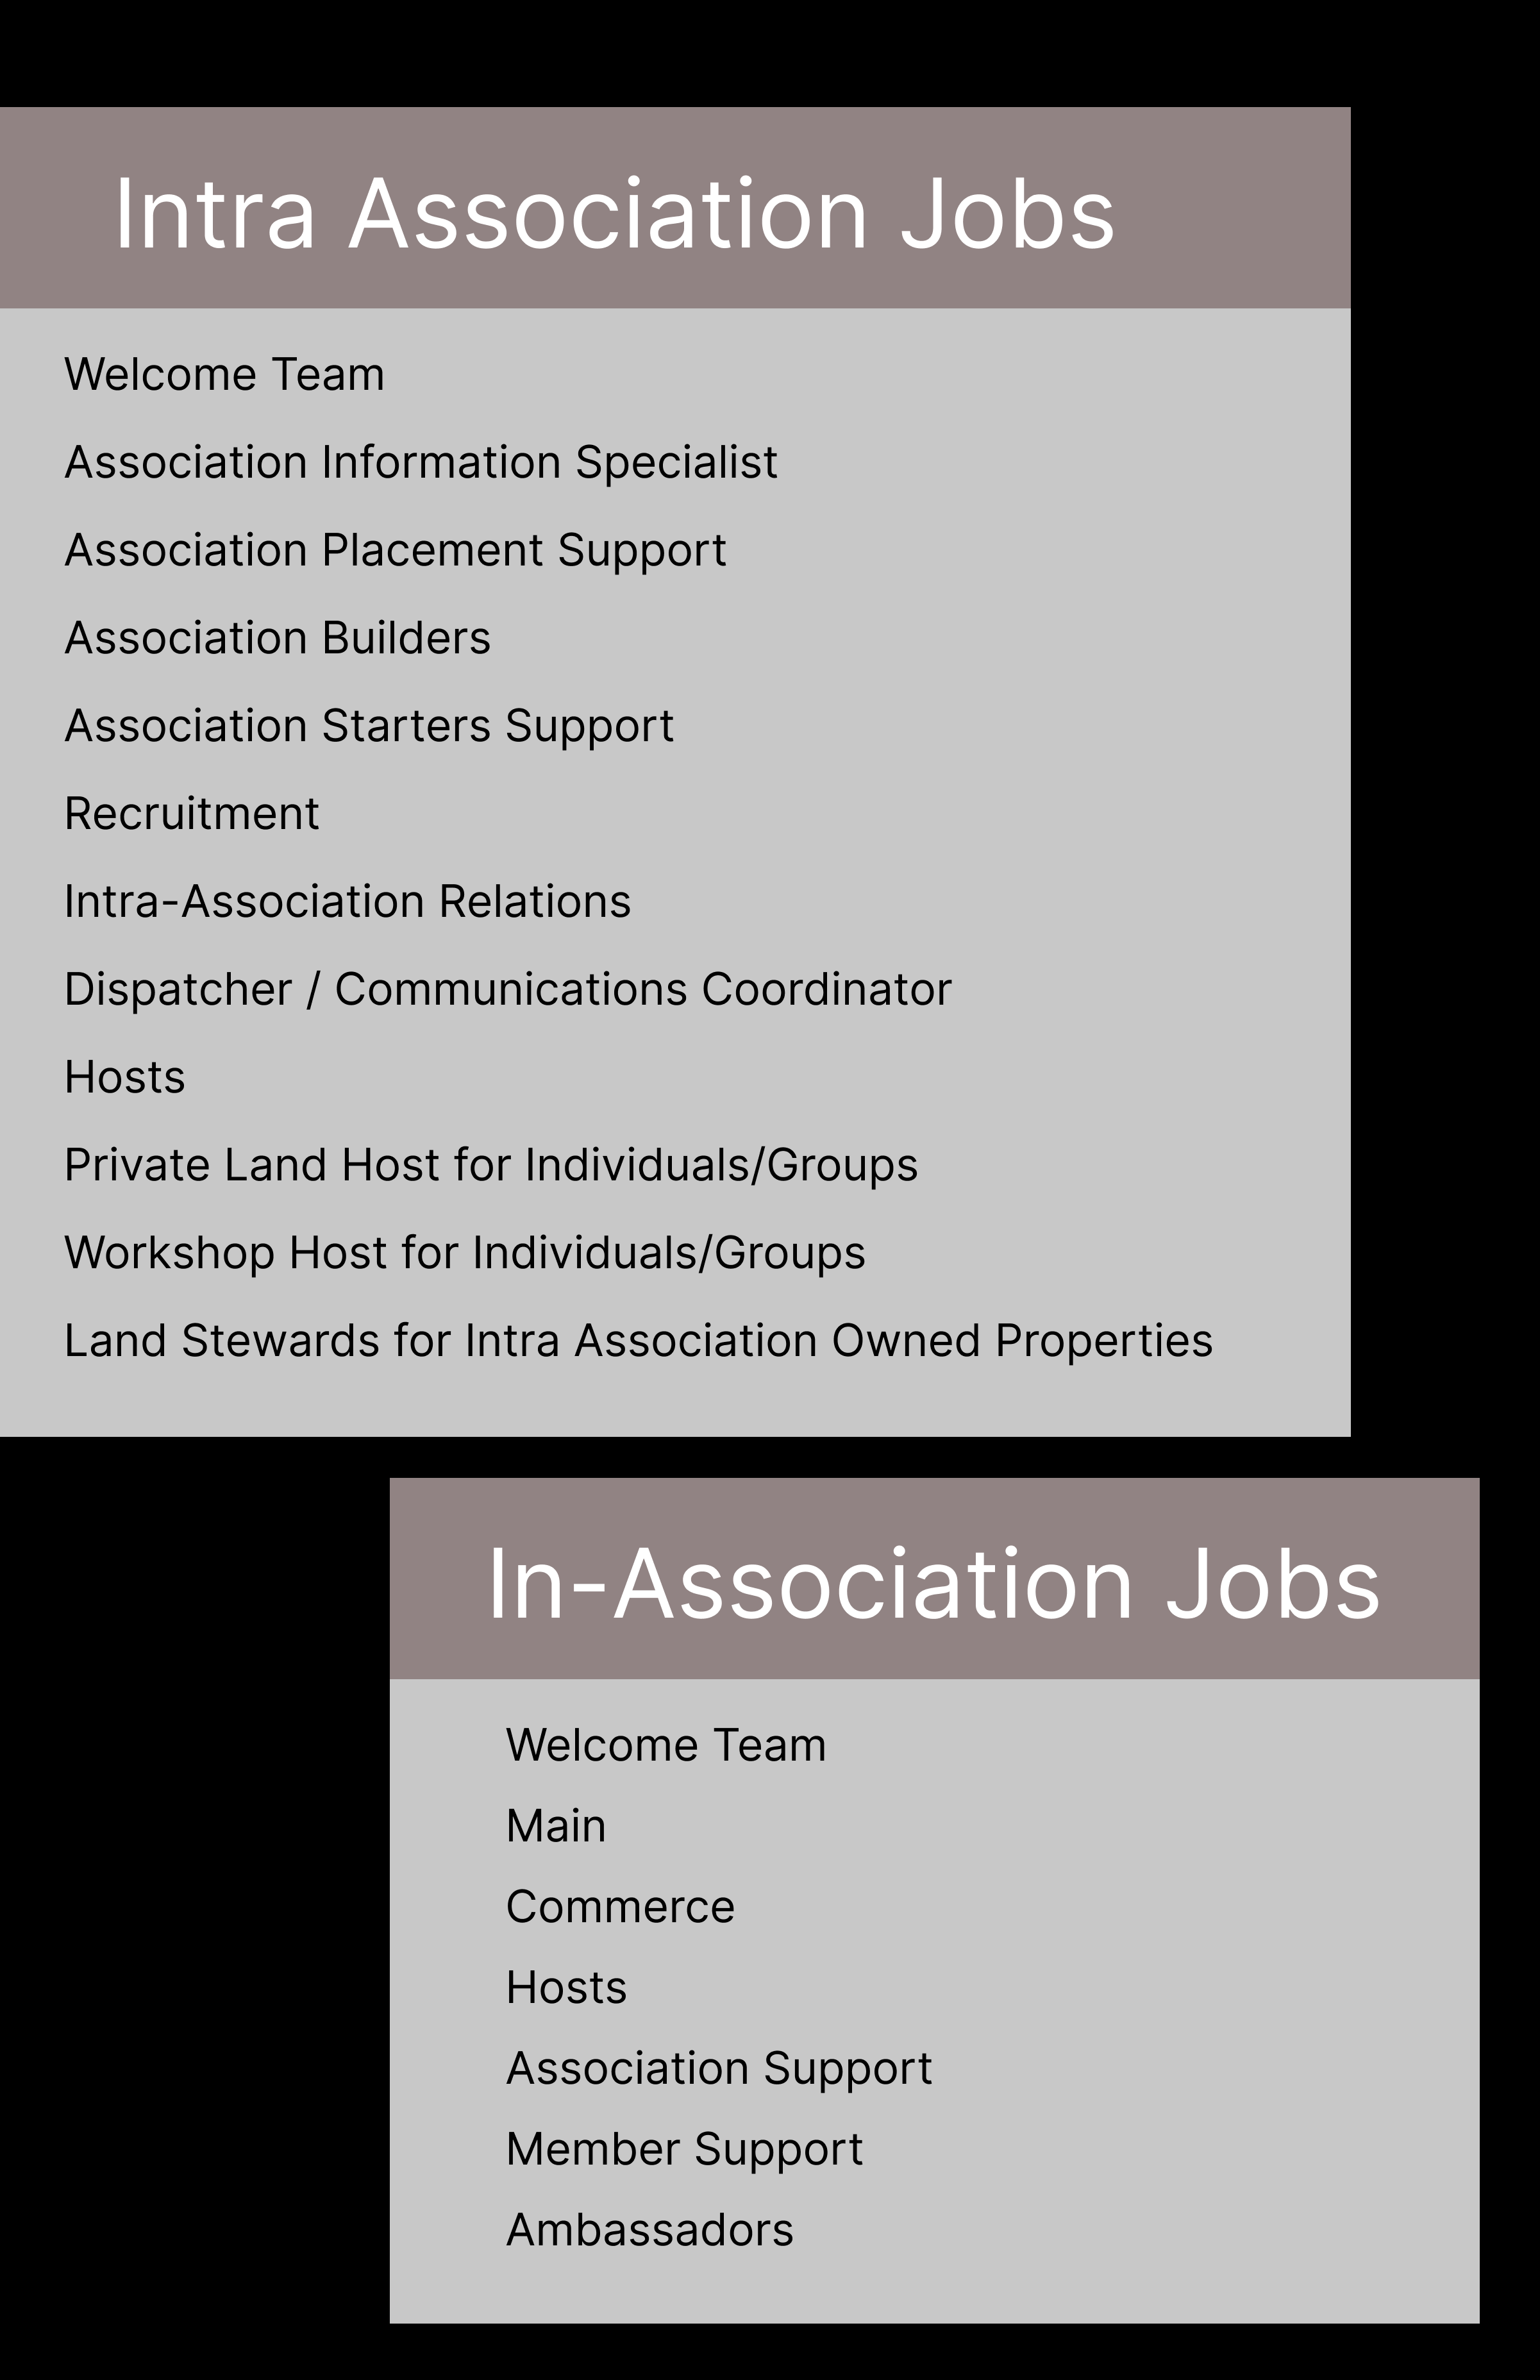 Intra Association Jobs
Welcome Team
Association Information Specialist
Association Placement Support
Association Builders
Association Starters Support
Recruitment
Intra-Association Relations
Dispatcher / Communications Coordinator
Hosts
Private Land Host for Individuals/Groups
Workshop Host for Individuals/Groups
Land Stewards for Intra Association Owned Properties
In-Association Jobs
Welcome Team
Main
Commerce
Hosts
Association Support
Member Support
Ambassadors